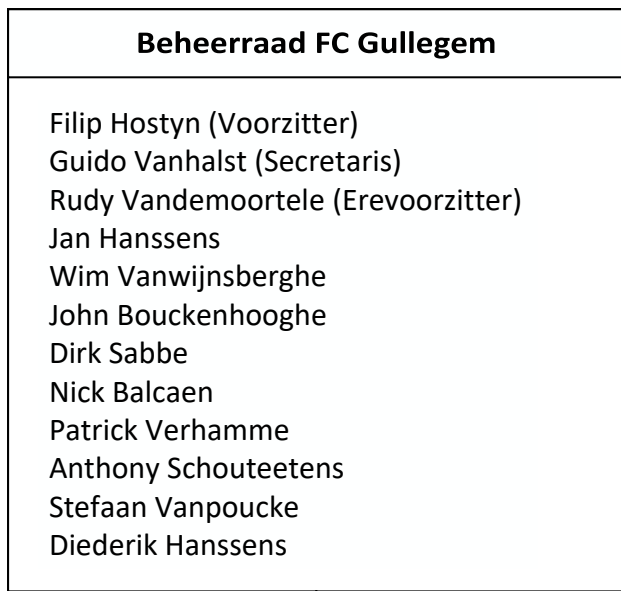 Beheerraad FC Gullegem
Filip Hostyn (Voorzitter)
Guido Vanhalst (Secretaris)
Rudy Vandemoortele (Erevoorzitter)
Jan Hanssens
Wim Vanwijnsberghe
John Bouckenhooghe
Dirk Sabbe
Nick Balcaen
Patrick Verhamme
Anthony Schouteetens
Stefaan Vanpoucke
Diederik Hanssens